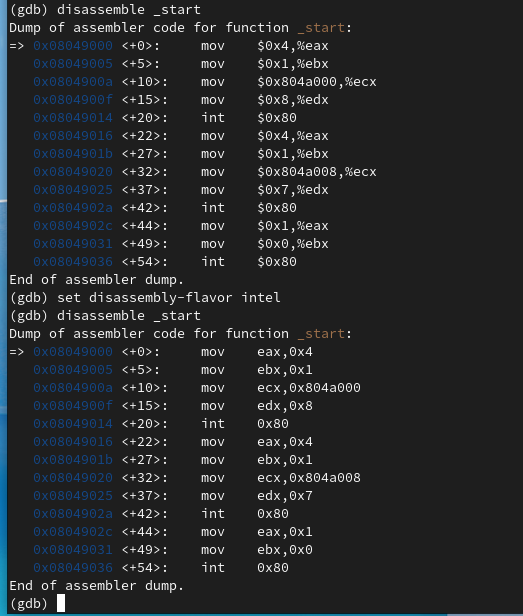 (gdb) disassemble _start
Dump of assembler code for function _start:
=> 0x08049000 <+0>:     mov    $0x4,%eax
   0x08049005 <+5>:     mov    $0x1,%ebx
   0x0804900a <+10>:    mov    $0x804a000,%ecx
   0x0804900f <+15>:    mov    $0x8,%edx
   0x08049014 <+20>:    int    $0x80
   0x08049016 <+22>:    mov    $0x4,%eax
   0x0804901b <+27>:    mov    $0x1,%ebx
   0x08049020 <+32>:    mov    $0x804a008,%ecx
   0x08049025 <+37>:    mov    $0x7,%edx
   0x0804902a <+42>:    int    $0x80
   0x0804902c <+44>:    mov    $0x1,%eax
   0x08049031 <+49>:    mov    $0x0,%ebx
   0x08049036 <+54>:    int    $0x80
End of assembler dump.
(gdb) set disassembly-flavor intel
(gdb) disassemble _start
Dump of assembler code for function _start:
=> 0x08049000 <+0>:     mov    eax,0x4
   0x08049005 <+5>:     mov    ebx,0x1
   0x0804900a <+10>:    mov    ecx,0x804a000
   0x0804900f <+15>:    mov    edx,0x8
   0x08049014 <+20>:    int    0x80
   0x08049016 <+22>:    mov    eax,0x4
   0x0804901b <+27>:    mov    ebx,0x1
   0x08049020 <+32>:    mov    ecx,0x804a008
   0x08049025 <+37>:    mov    edx,0x7
   0x0804902a <+42>:    int    0x80
   0x0804902c <+44>:    mov    eax,0x1
   0x08049031 <+49>:    mov    ebx,0x0
   0x08049036 <+54>:    int    0x80
End of assembler dump.
(gdb)